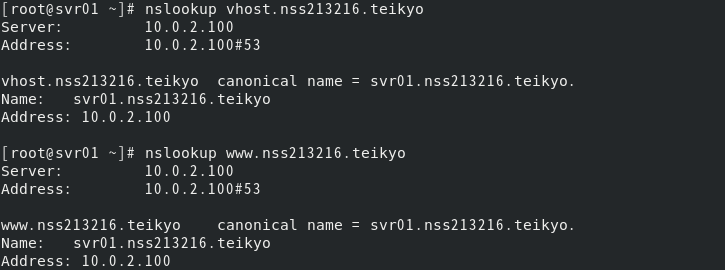 [root@svr01 ~]# nslookup vhost.nss213216.teikyo
Server:         10.0.2.100
Address:        10.0.2.100#53

vhost.nss213216.teikyo  canonical name = svr01.nss213216.teikyo.
Name:   svr01.nss213216.teikyo
Address: 10.0.2.100

[root@svr01 ~]# nslookup www.nss213216.teikyo
Server:         10.0.2.100
Address:        10.0.2.100#53

www.nss213216.teikyo    canonical name = svr01.nss213216.teikyo.
Name:   svr01.nss213216.teikyo
Address: 10.0.2.100